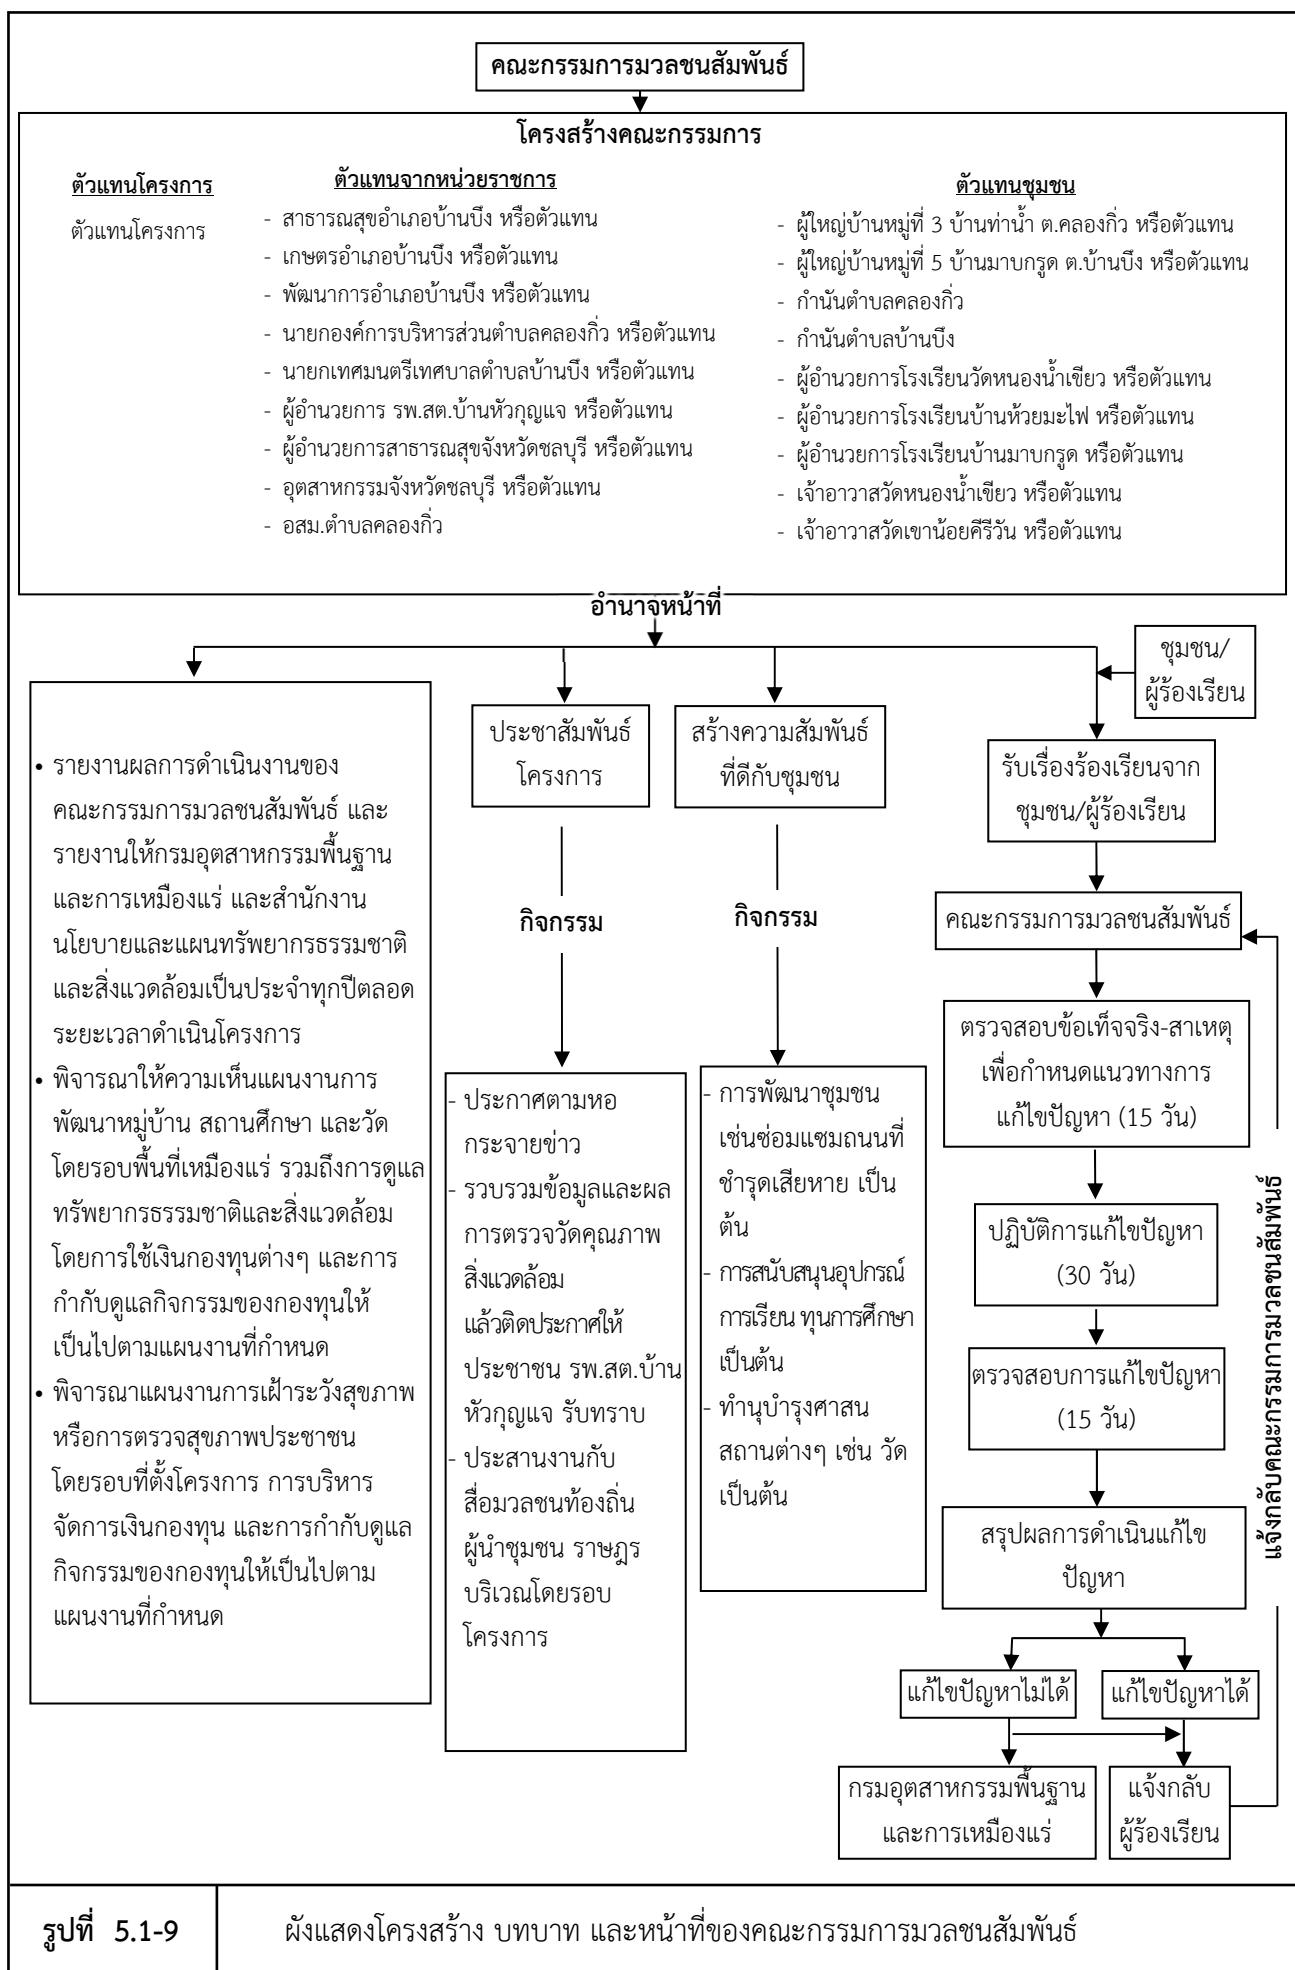 คณะกรรมการมวลชนสัมพันธ์
โครงสร้างคณะกรรมการ
ตัวแทนโครงการ
ตัวแทนโครงการ
ตัวแทนจากหน่วยราชการ
- สาธารณสุขอำเภอบ้านบึง หรือตัวแทน
- เกษตรอำเภอบ้านบึง หรือตัวแทน
- พัฒนาการอำเภอบ้านบึง หรือตัวแทน
- นายกองค์การบริหารส่วนตำบลคลองกิ่ว หรือตัวแทน
- นายกเทศมนตรีเทศบาลตำบลบ้านบึง หรือตัวแทน
- ผู้อำนวยการ รพ.สต.บ้านหัวกุญแจ หรือตัวแทน
- ผู้อำนวยการสาธารณสุขจังหวัดชลบุรี หรือตัวแทน
- อุตสาหกรรมจังหวัดชลบุรี หรือตัวแทน
- อสม.ตำบลคลองกิ่ว
ตัวแทนชุมชน
- ผู้ใหญ่บ้านหมู่ที่ 3 บ้านท่าน้ำ ต.คลองกิ่ว หรือตัวแทน
- ผู้ใหญ่บ้านหมู่ที่ 5 บ้านมาบกรูด ต.บ้านบึง หรือตัวแทน
- กำนันตำบลคลองกิ่ว
- กำนันตำบลบ้านบึง
- ผู้อำนวยการโรงเรียนวัดหนองน้ำเขียว หรือตัวแทน
- ผู้อำนวยการโรงเรียนบ้านห้วยมะไฟ หรือตัวแทน
- ผู้อำนวยการโรงเรียนบ้านมาบกรูด หรือตัวแทน
- เจ้าอาวาสวัดหนองน้ำเขียว หรือตัวแทน
- เจ้าอาวาสวัดเขาน้อยคีรีวัน หรือตัวแทน
อำนาจหน้าที่
• รายงานผลการดำเนินงานของ
คณะกรรมการมวลชนสัมพันธ์ และ
รายงานให้กรมอุตสาหกรรมพื้นฐาน
และการเหมืองแร่ และสำนักงาน
นโยบายและแผนทรัพยากรธรรมชาติ
และสิ่งแวดล้อมเป็นประจำทุกปีตลอด
ระยะเวลาดำเนินโครงการ
• พิจารณาให้ความเห็นแผนงานการ
พัฒนาหมู่บ้าน สถานศึกษา และวัด
โดยรอบพื้นที่เหมืองแร่ รวมถึงการดูแล
ทรัพยากรธรรมชาติและสิ่งแวดล้อม
โดยการใช้เงินกองทุนต่างๆ และการ
กำกับดูแลกิจกรรมของกองทุนให้
เป็นไปตามแผนงานที่กำหนด
• พิจารณาแผนงานการเฝ้าระวังสุขภาพ
หรือการตรวจสุขภาพประชาชน
โดยรอบที่ตั้งโครงการ การบริหาร
จัดการเงินกองทุน และการกำกับดูแล
กิจกรรมของกองทุนให้เป็นไปตาม
แผนงานที่กำหนด
ประชาสัมพันธ์
โครงการ
กิจกรรม
- ประกาศตามหอ
กระจายข่าว
- รวบรวมข้อมูลและผล
การตรวจวัดคุณภาพ
สิ่งแวดล้อม
แล้วติดประกาศให้
ประชาชน รพ.สต.บ้าน
หัวกุญแจ รับทราบ
- ประสานงานกับ
สื่อมวลชนท้องถิ่น
ผู้นำชุมชน ราษฎร
บริเวณโดยรอบ
โครงการ
สร้างความสัมพันธ์
ที่ดีกับชุมชน
กิจกรรม
- การพัฒนาชุมชน
เช่นซ่อมแซมถนนที่
ชำรุดเสียหาย เป็น
ต้น
- การสนับสนุนอุปกรณ์
การเรียน ทุนการศึกษา
เป็นต้น
- ทำนุบำรุงศาสน
สถานต่างๆ เช่น วัด
เป็นต้น
ชุมชน/
ผู้ร้องเรียน
รับเรื่องร้องเรียนจาก
ชุมชน/ผู้ร้องเรียน
คณะกรรมการมวลชนสัมพันธ์
ตรวจสอบข้อเท็จจริง-สาเหตุ
เพื่อกำหนดแนวทางการ
แก้ไขปัญหา (15 วัน)
ปฏิบัติการแก้ไขปัญหา
(30 วัน)
ตรวจสอบการแก้ไขปัญหา
(15 วัน)
สรุปผลการดำเนินแก้ไข
ปัญหา
แก้ไขปัญหาไม่ได้
แก้ไขปัญหาได้
กรมอุตสาหกรรมพื้นฐาน
และการเหมืองแร่
แจ้งกลับ
ผู้ร้องเรียน
แจ้งกลับคณะกรรมการมวลชนสัมพันธ์
รูปที่ 5.1-9
ผังแสดงโครงสร้าง บทบาท และหน้าที่ของคณะกรรมการมวลชนสัมพันธ์